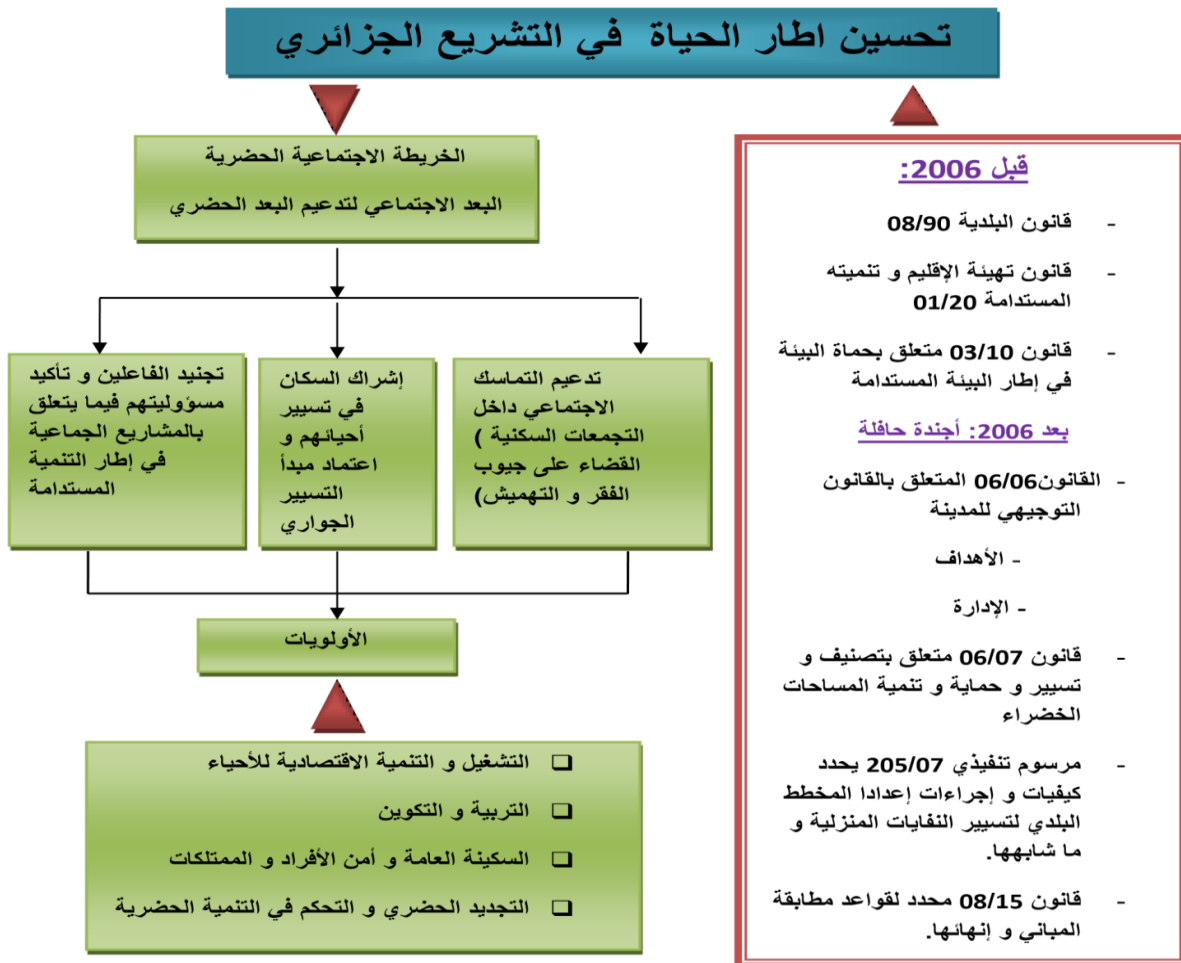 تحسين اطار الحياة في التشريع الجزائري
قبل 2006:
- قانون البلدية 08/90
- قانون تهيئة الإقليم و تنميته
المستدامة 01/20
- قانون 03/10 متعلق بحماة البيئة
في إطار البيئة المستدامة
بعد 2006: أجندة حافلة
- القانون06/06 المتعلق بالقانون
التوجيهي للمدينة
- الأهداف
- الإدارة
- قانون 06/07 متعلق بتصنيف و
تسيير و حماية و تنمية المساحات
الخضراء
- مرسوم تنفيذي 205/07 يحدد
كيفيات و إجراءات إعدادا المخطط
البلدي لتسيير النفايات المنزلية و
ما شابهها.
- قانون 08/15 محدد لقواعد مطابقة
المباني و إنهائها.
الخريطة الاجتماعية الحضرية
البعد الاجتماعي لتدعيم البعد الحضري
تدعيم التماسك
الاجتماعي داخل
التجمعات السكنية )
القضاء على جيوب
الفقر و التهميش)
إشراك السكان
في تسيير
أحيائهم و
اعتماد مبدأ
التسيير
الجواري
تجنيد الفاعلين و تأكيد
مسؤوليتهم فيما يتعلق
بالمشاريع الجماعية
في إطار التنمية
المستدامة
الأولويات
❑ التشغيل و التنمية الاقتصادية للأحياء
❑ التربية و التكوين
❑ السكينة العامة و أمن الأفراد و الممتلكات
❑ التجديد الحضري و التحكم في التنمية الحضرية